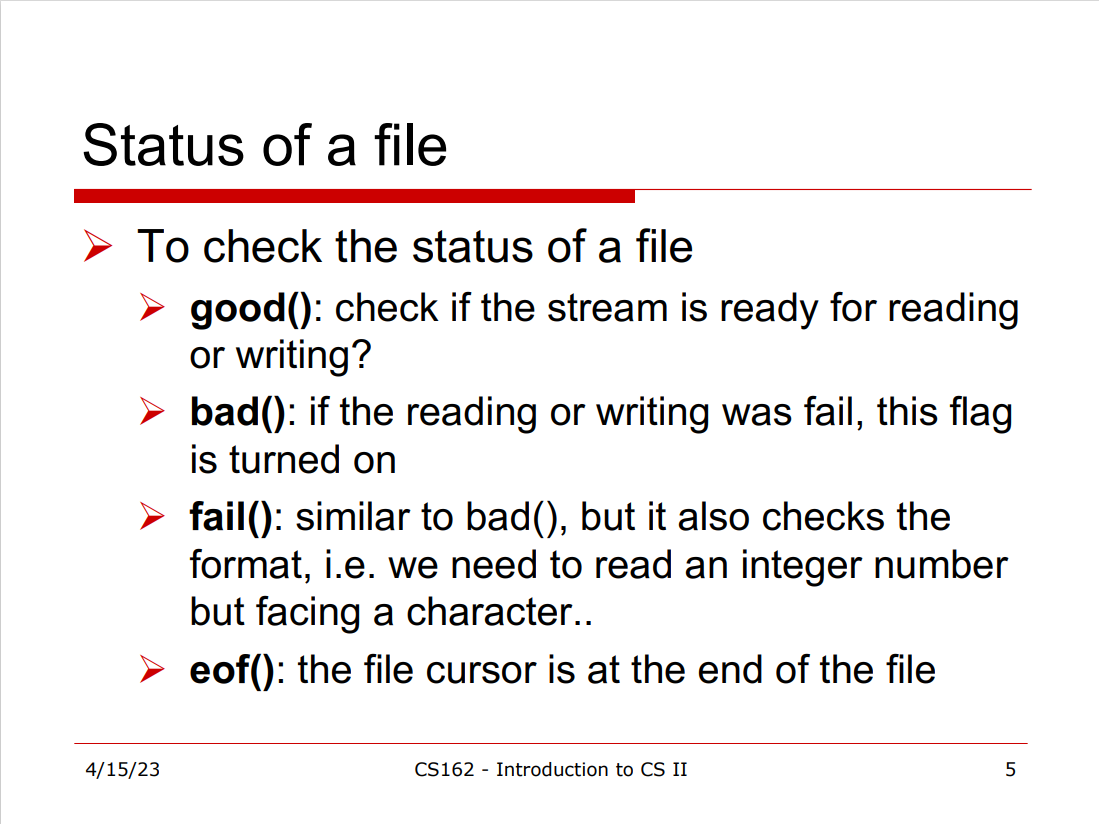 Status of a file
To check the status of a file
good(): check if the stream is ready for reading
or writing?
bad(): if the reading or writing was fail, this flag
is turned on
fail(): similar to bad(), but it also checks the
format, i.e. we need to read an integer number
but facing a character..
eof(): the file cursor is at the end of the file
4/15/23 CS162 - Introduction to CS II 5